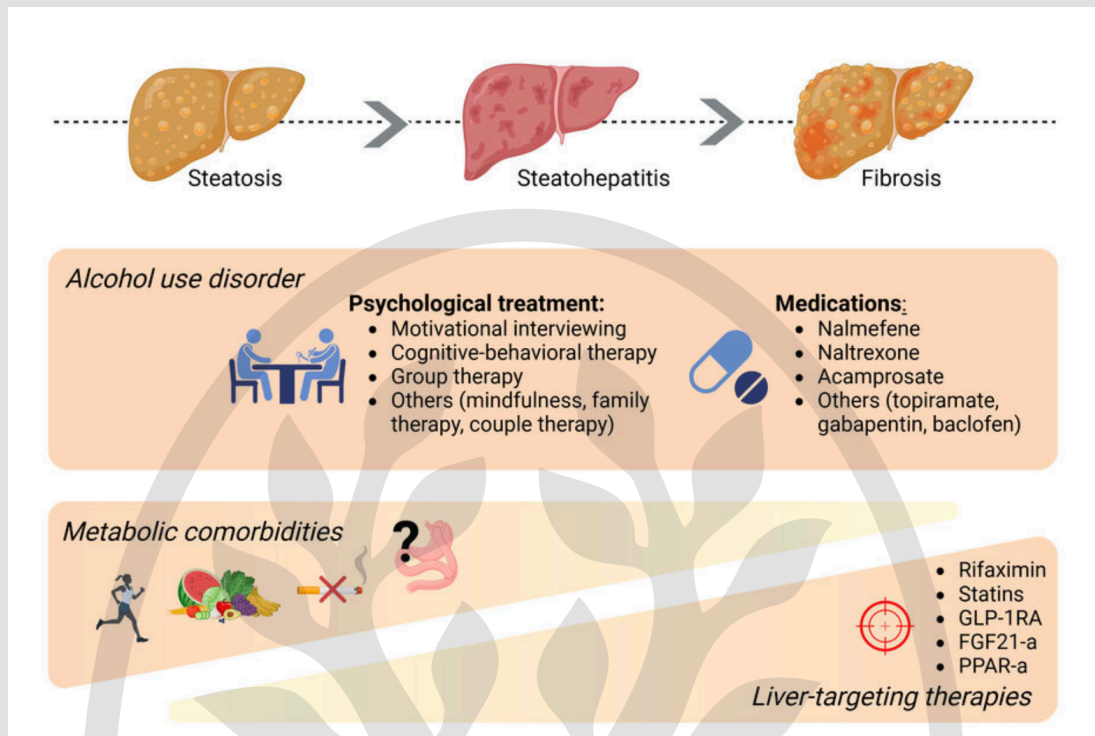 Steatosis
Steatohepatitis
Fibrosis
Alcohol use disorder
Psychological treatment:
• Motivational interviewing
• Cognitive-behavioral therapy
• Group therapy
• Others (mindfulness, family
therapy, couple therapy)
Medications:
• Nalmefene
• Naltrexone
• Acamprosate
• Others (topiramate,
gabapentin, baclofen)
Metabolic comorbidities
?
• Rifaximin
• Statins
• GLP-1RA
• FGF21-a
• PPAR-a
Liver-targeting therapies